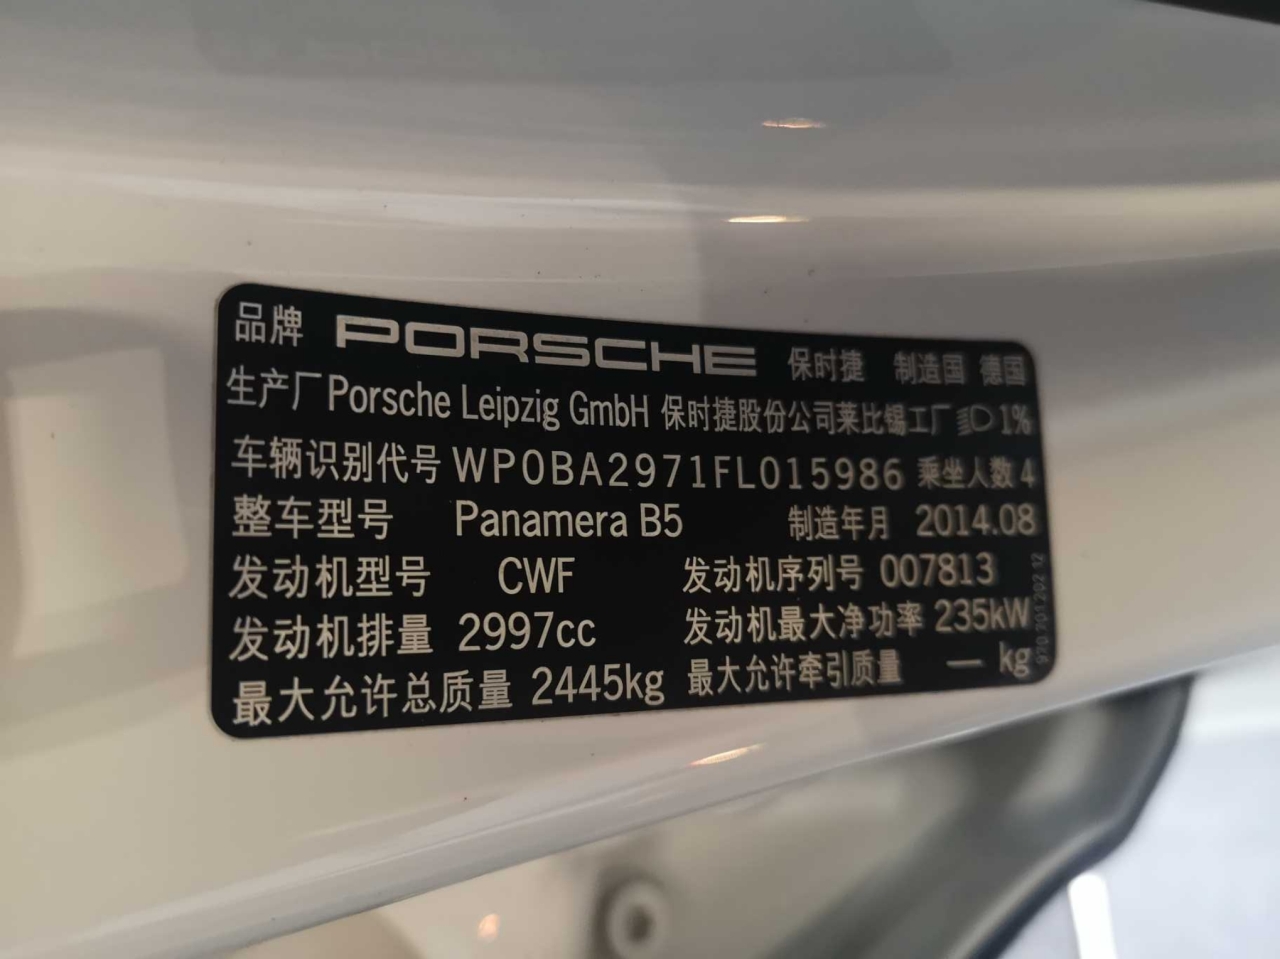 品牌 PORSCHE 保时捷 制造国 德国
生产厂 Porsche Leipzig GmbH 保时捷股份公司莱比锡工厂 1%
车辆识别代号 WP0BA2971FL015986 乘坐人数 4
整车型号 Panamera B5 制造年月 2014.08
发动机型号 CWF 发动机序列号 007813
发动机排量 2997cc 发动机最大净功率 235kW
最大允许总质量 2445kg 最大允许牵引质量 — kg
970.701.202.12